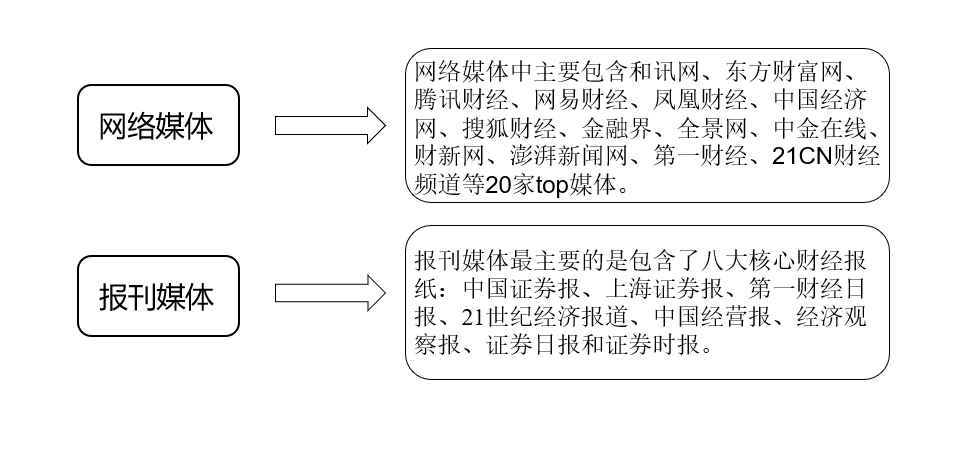 网络媒体
网络媒体中主要包含和讯网、东方财富网、
腾讯财经、网易财经、凤凰财经、中国经济
网、搜狐财经、金融界、全景网、中金在线、
财新网、澎湃新闻网、第一财经、21CN财经
频道等20家top媒体。
报刊媒体
报刊媒体最主要的是包含了八大核心财经报
纸：中国证券报、上海证券报、第一财经日
报、21世纪经济报道、中国经营报、经济观
察报、证券日报和证券时报。